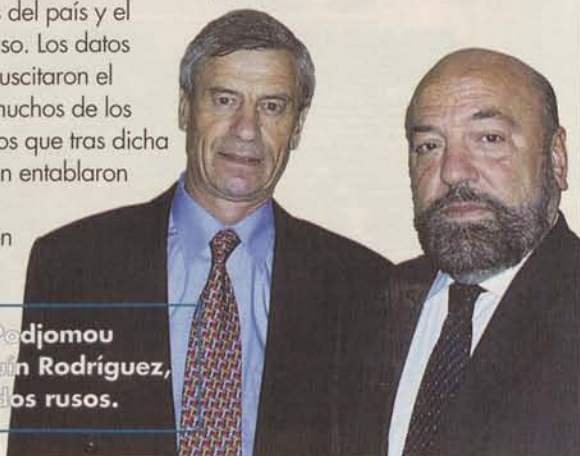 s del país y el
so. Los datos
uscitaron el
nuchos de los
os que tras dicha
n entablaron
n
Podjomou
uín Rodríguez,
dos rusos.